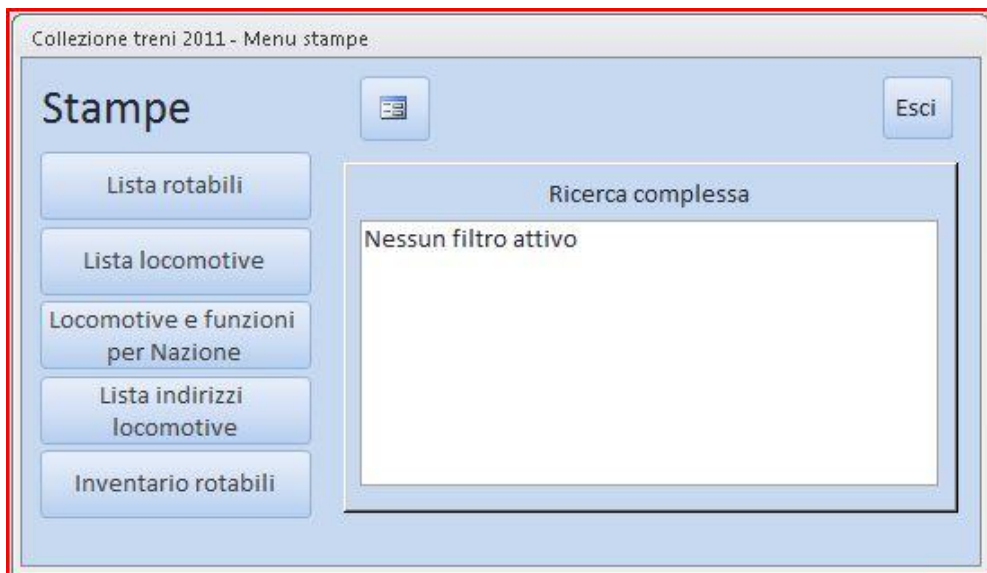 Collezione treni 2011 - Menu stampe
Stampe
Esci
Lista rotabili
Lista locomotive
Locomotive e funzioni
per Nazione
Lista indirizzi
locomotive
Inventario rotabili
Ricerca complessa
Nessun filtro attivo